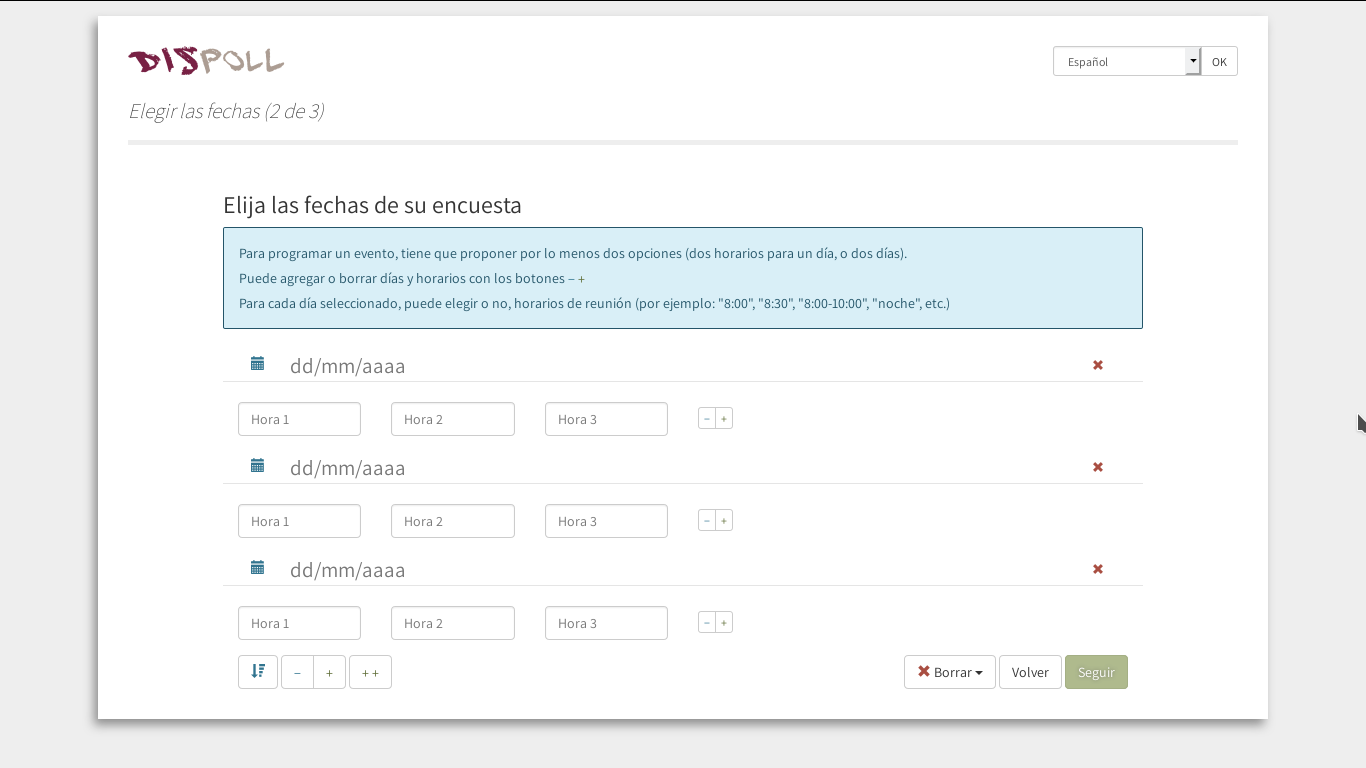 DISPOLL
Español
OK
Elegir las fechas (2 de 3)
Elija las fechas de su encuesta
Para programar un evento, tiene que proponer por lo menos dos opciones (dos horarios para un día, o dos días).
Puede agregar o borrar días y horarios con los botones – +
Para cada día seleccionado, puede elegir o no, horarios de reunión (por ejemplo: "8:00", "8:30", "8:00-10:00", "noche", etc.)
dd/mm/aaaa
Hora 1 Hora 2 Hora 3 – +
dd/mm/aaaa
Hora 1 Hora 2 Hora 3 – +
dd/mm/aaaa
Hora 1 Hora 2 Hora 3 – +
– + + + Borrar Volver Seguir